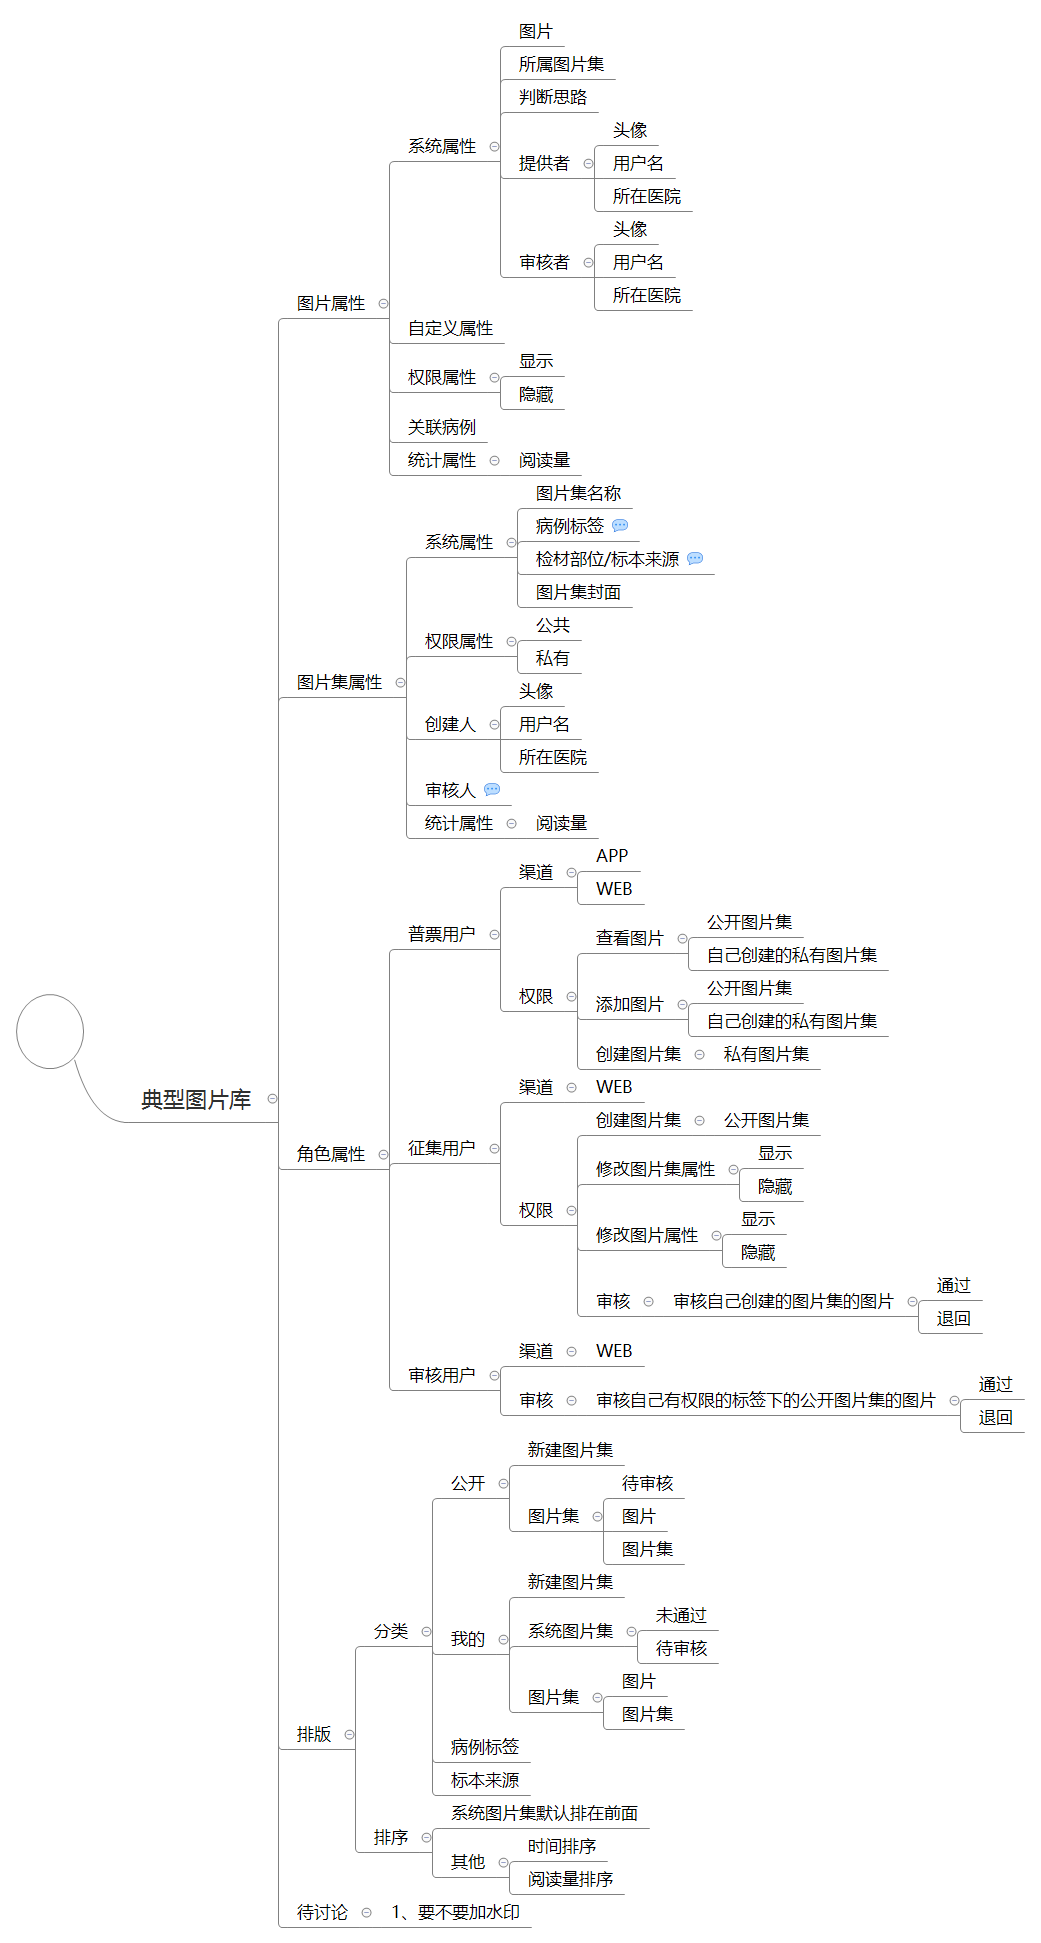 图片
所属图片集
判断思路
头像
系统属性
提供者
用户名
所在医院
头像
审核者
用户名
所在医院
图片属性
自定义属性
显示
权限属性
隐藏
关联病例
统计属性
阅读量
图片集名称
病例标签
系统属性
检材部位/标本来源
图片集封面
公共
权限属性
私有
图片集属性
头像
创建人
用户名
所在医院
审核人
统计属性
阅读量
APP
渠道
WEB
普票用户
公开图片集
查看图片
自己创建的私有图片集
权限
公开图片集
添加图片
自己创建的私有图片集
创建图片集
私有图片集
典型图片库
渠道
WEB
角色属性
征集用户
创建图片集
公开图片集
显示
修改图片集属性
隐藏
权限
显示
修改图片属性
隐藏
通过
审核
审核自己创建的图片集的图片
退回
渠道
WEB
审核用户
通过
审核
审核自己有权限的标签下的公开图片集的图片
退回
新建图片集
公开
待审核
图片集
图片
图片集
新建图片集
分类
我的
未通过
系统图片集
待审核
图片
图片集
图片集
排版
病例标签
标本来源
系统图片集默认排在前面
排序
时间排序
其他
阅读量排序
待讨论
1、要不要加水印